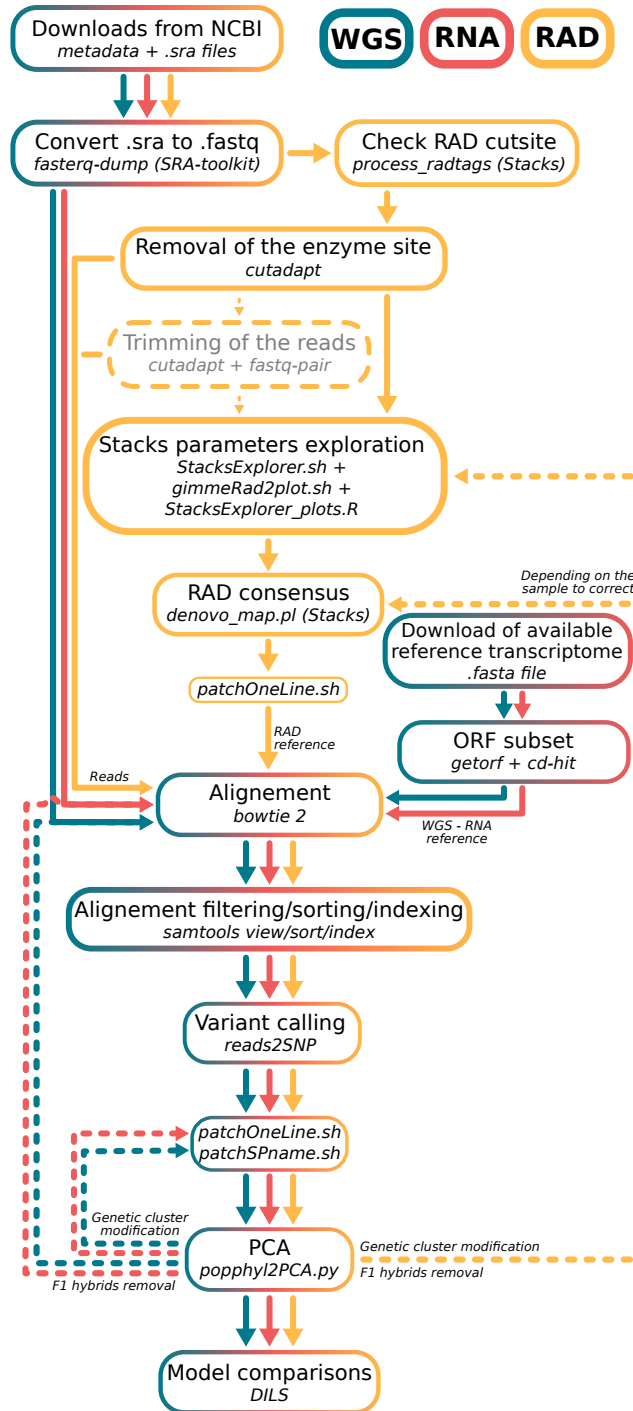 Downloads from NCBI
metadata + .sra files
WGS
RNA
RAD
Convert .sra to .fastq
fasterq-dump (SRA-toolkit)
Check RAD cutsite
process_radtags (Stacks)
Removal of the enzyme site
cutadapt
Trimming of the reads
cutadapt + fastq-pair
Stacks parameters exploration
StacksExplorer.sh +
gimmeRad2plot.sh +
StacksExplorer_plots.R
RAD consensus
denovo_map.pl (Stacks)
Depending on the
sample to correct
Download of available
reference transcriptome
.fasta file
patchOneLine.sh
RAD
reference
ORF subset
getorf + cd-hit
Reads
Alignement
bowtie 2
WGS - RNA
reference
Alignement filtering/sorting/indexing
samtools view/sort/index
Variant calling
reads2SNP
patchOneLine.sh
patchSPname.sh
Genetic cluster
modification
PCA
popphyl2PCA.py
Genetic cluster modification
F1 hybrids removal
F1 hybrids removal
Model comparisons
DILS